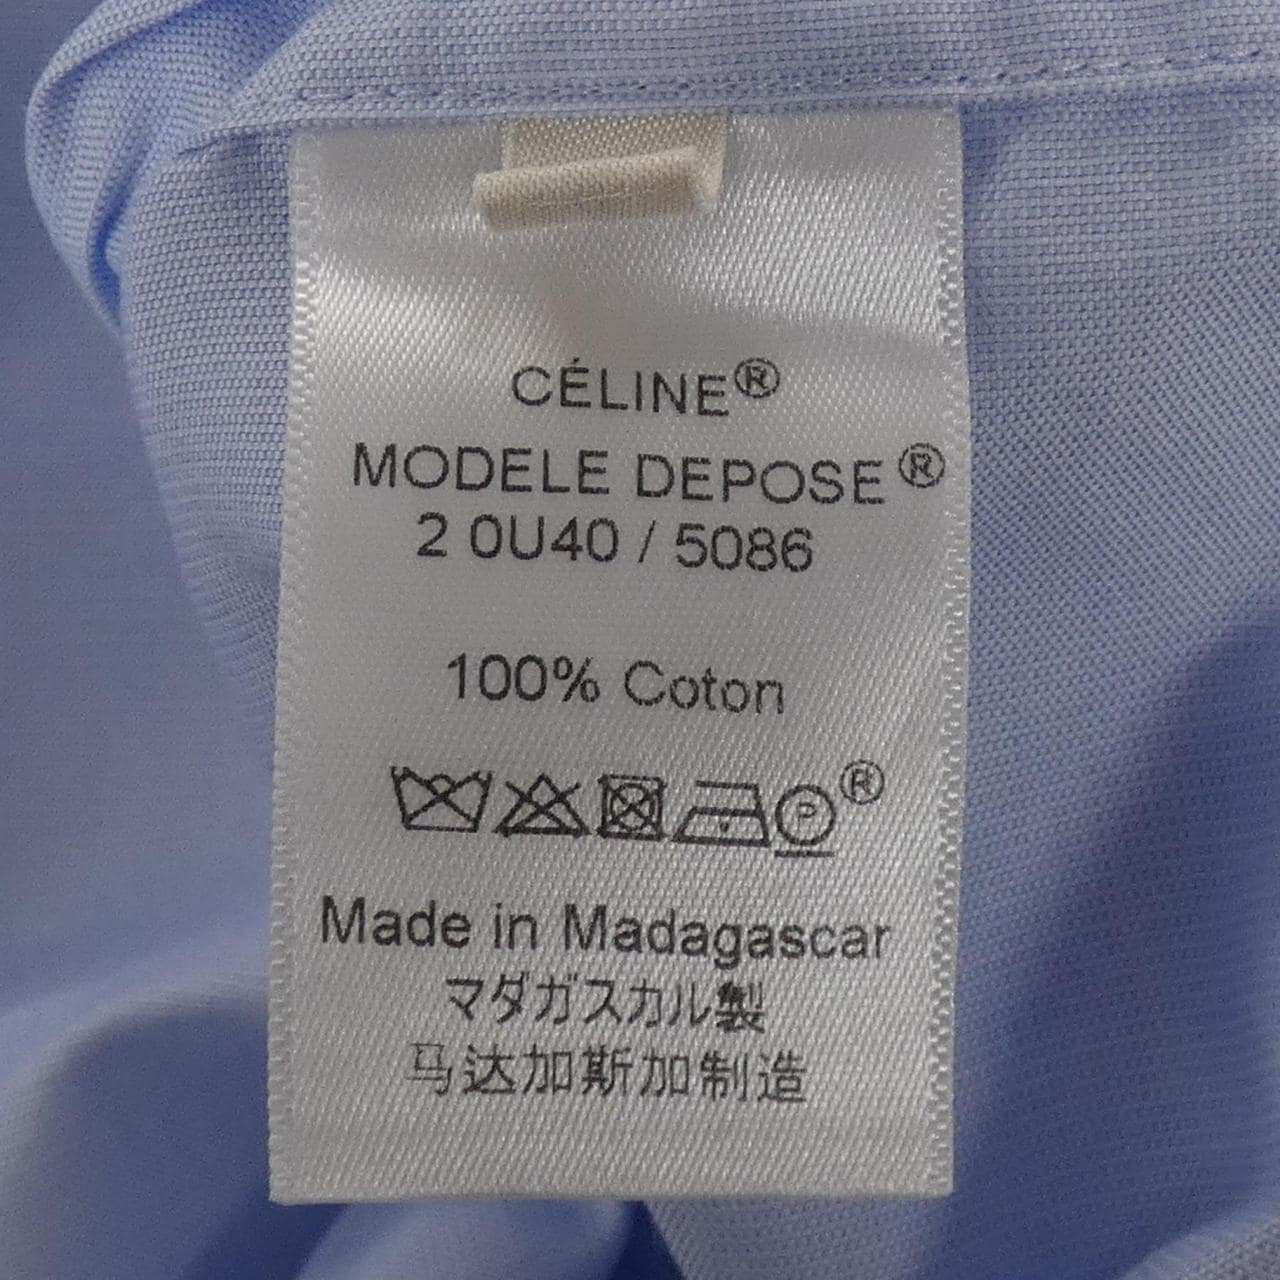 CÉLINE®
MODELE DEPOSE®
2 0U40 / 5086
100% Coton
P ®
Made in Madagascar
マダガスカル製
马达加斯加制造